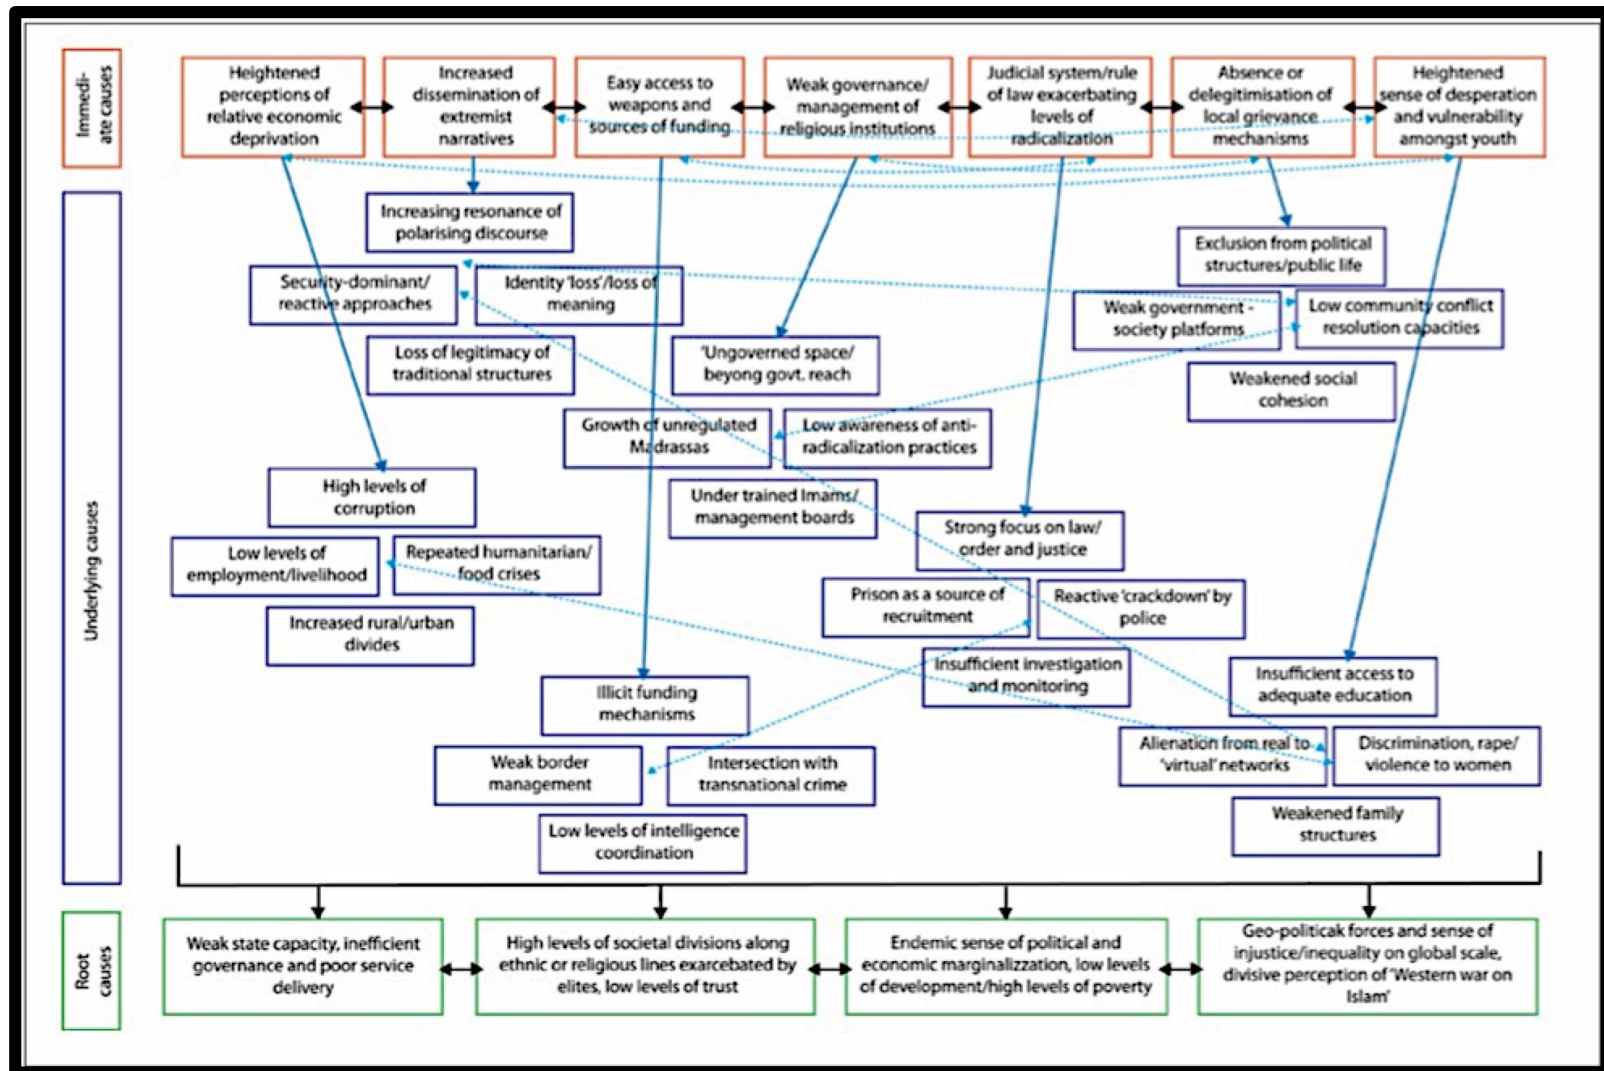 Immedi-
ate causes
Heightened
perceptions of
relative economic
deprivation
Increased
dissemination of
extremist
narratives
Easy access to
weapons and
sources of funding
Weak governance/
management of
religious institutions
Judicial system/rule
of law exacerbating
levels of
radicalization
Absence or
delegitimisation of
local grievance
mechanisms
Heightened
sense of desperation
and vulnerability
amongst youth
Underlying causes
Increasing resonance of
polarising discourse
Security-dominant/
reactive approaches
Identity 'loss'/loss of
meaning
Loss of legitimacy of
traditional structures
Exclusion from political
structures/public life
Weak government -
society platforms
Low community conflict
resolution capacities
Weakened social
cohesion
'Ungoverned space/
beyong govt. reach
Growth of unregulated
Madrassas
Low awareness of anti-
radicalization practices
Under trained Imams/
management boards
High levels of
corruption
Low levels of
employment/livelihood
Repeated humanitarian/
food crises
Increased rural/urban
divides
Strong focus on law/
order and justice
Prison as a source of
recruitment
Reactive 'crackdown' by
police
Insufficient investigation
and monitoring
Illicit funding
mechanisms
Weak border
management
Intersection with
transnational crime
Low levels of intelligence
coordination
Insufficient access to
adequate education
Alienation from real to
'virtual' networks
Discrimination, rape/
violence to women
Weakened family
structures
Root
causes
Weak state capacity, inefficient
governance and poor service
delivery
High levels of societal divisions along
ethnic or religious lines exarcebated by
elites, low levels of trust
Endemic sense of political and
economic marginalizzation, low levels
of development/high levels of poverty
Geo-politicak forces and sense of
injustice/inequality on global scale,
divisive perception of 'Western war on
Islam'